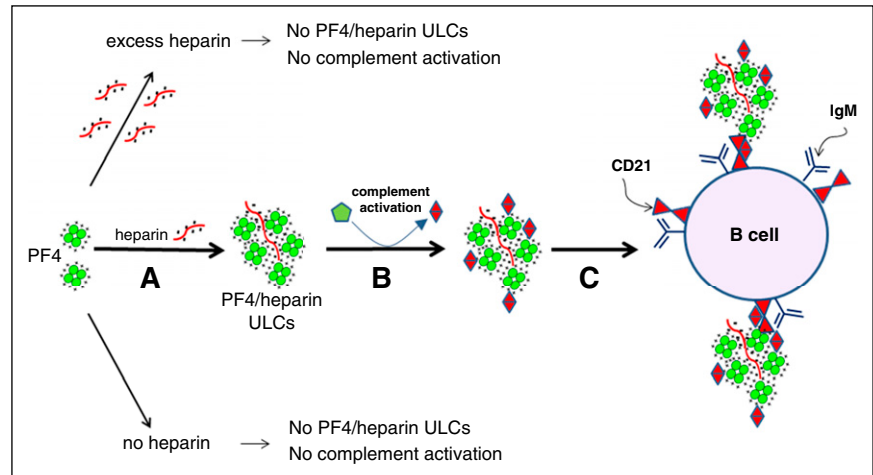 excess heparin
No PF4/heparin ULCs
No complement activation
IgM
CD21
complement
activation
heparin
PF4
B cell
A
B
C
PF4/heparin
ULCs
no heparin
No PF4/heparin ULCs
No complement activation